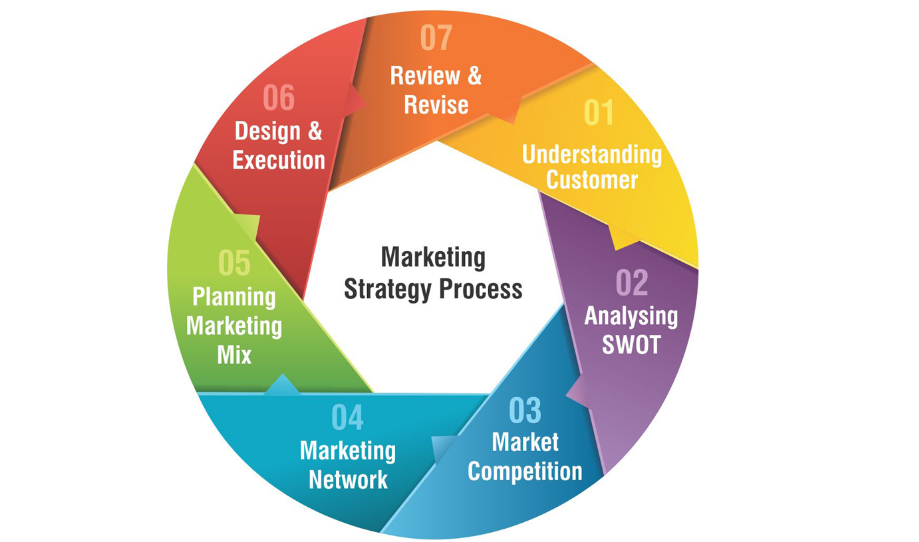 Marketing
Strategy Process
01
Understanding
Customer
02
Analysing
SWOT
03
Market
Competition
04
Marketing
Network
05
Planning
Marketing
Mix
06
Design &
Execution
07
Review &
Revise